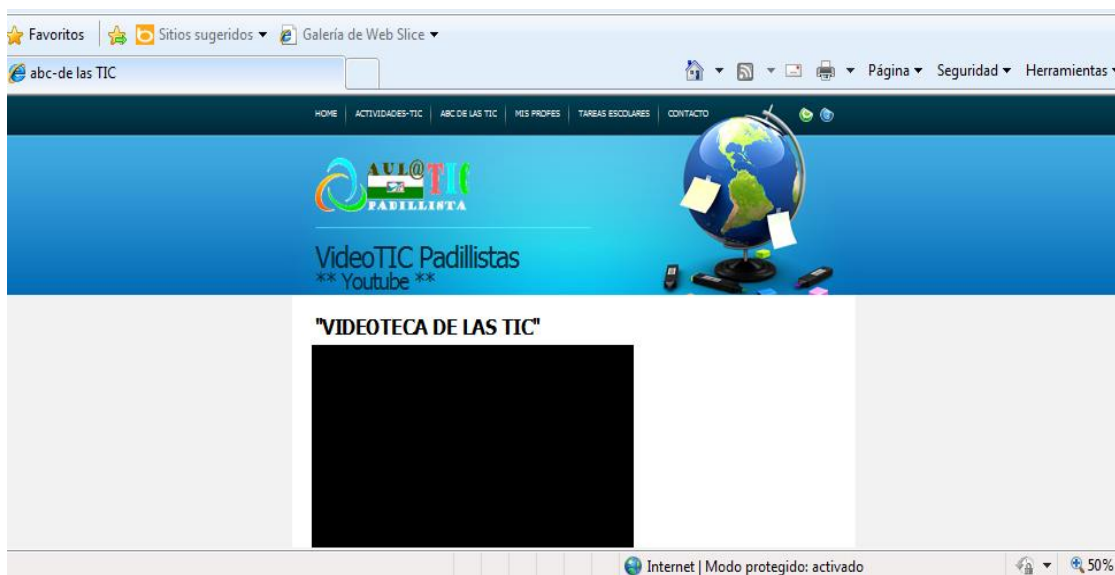 Favoritos Sitios sugeridos Galería de Web Slice
abc-de las TIC Página Seguridad Herramientas
HOME ACTIVIDADES-TIC ABC DE LAS TIC MIS PROFES TAREAS ESCOLARES CONTACTO
AUL@TIC
PADILLISTA
VideoTIC Padillistas
** Youtube **
"VIDEOTECA DE LAS TIC"
Internet | Modo protegido: activado 50%